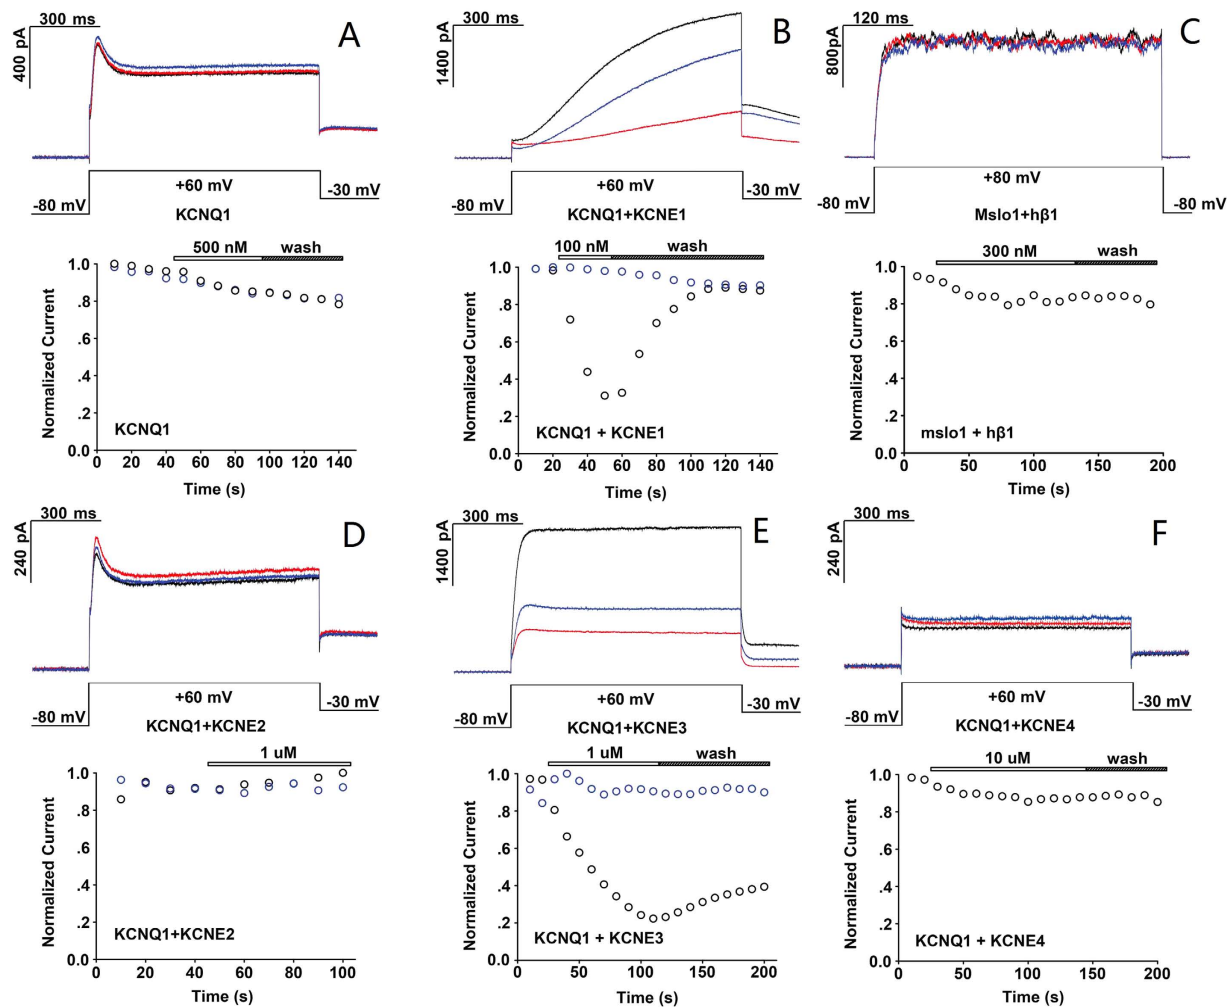 300 ms
400 pA
A
+60 mV
-80 mV
-30 mV
KCNQ1
500 nM wash
1.0
.8
.6
.4
.2
0.0
Normalized Current
KCNQ1
0 20 40 60 80 100 120 140
Time (s)
300 ms
1400 pA
B
+60 mV
-80 mV
-30 mV
KCNQ1+KCNE1
100 nM wash
1.0
.8
.6
.4
.2
0.0
Normalized Current
KCNQ1 + KCNE1
0 20 40 60 80 100 120 140
Time (s)
120 ms
800pA
C
+80 mV
-80 mV
-80 mV
Mslo1+hβ1
300 nM wash
1.0
.8
.6
.4
.2
0.0
Normalized Current
mslo1 + hβ1
0 50 100 150 200
Time (s)
300 ms
240 pA
D
+60 mV
-80 mV
-30 mV
KCNQ1+KCNE2
1 uM
1.0
.8
.6
.4
.2
0.0
Normalized Current
KCNQ1+KCNE2
0 20 40 60 80 100
Time (s)
300 ms
1400 pA
E
+60 mV
-80 mV
-30 mV
KCNQ1+KCNE3
1 uM wash
1.0
.8
.6
.4
.2
0.0
Normalized Current
KCNQ1 + KCNE3
0 50 100 150 200
Time (s)
300 ms
240 pA
F
+60 mV
-80 mV
-30 mV
KCNQ1+KCNE4
10 uM wash
1.0
.8
.6
.4
.2
0.0
Normalized Current
KCNQ1 + KCNE4
0 50 100 150 200
Time (s)